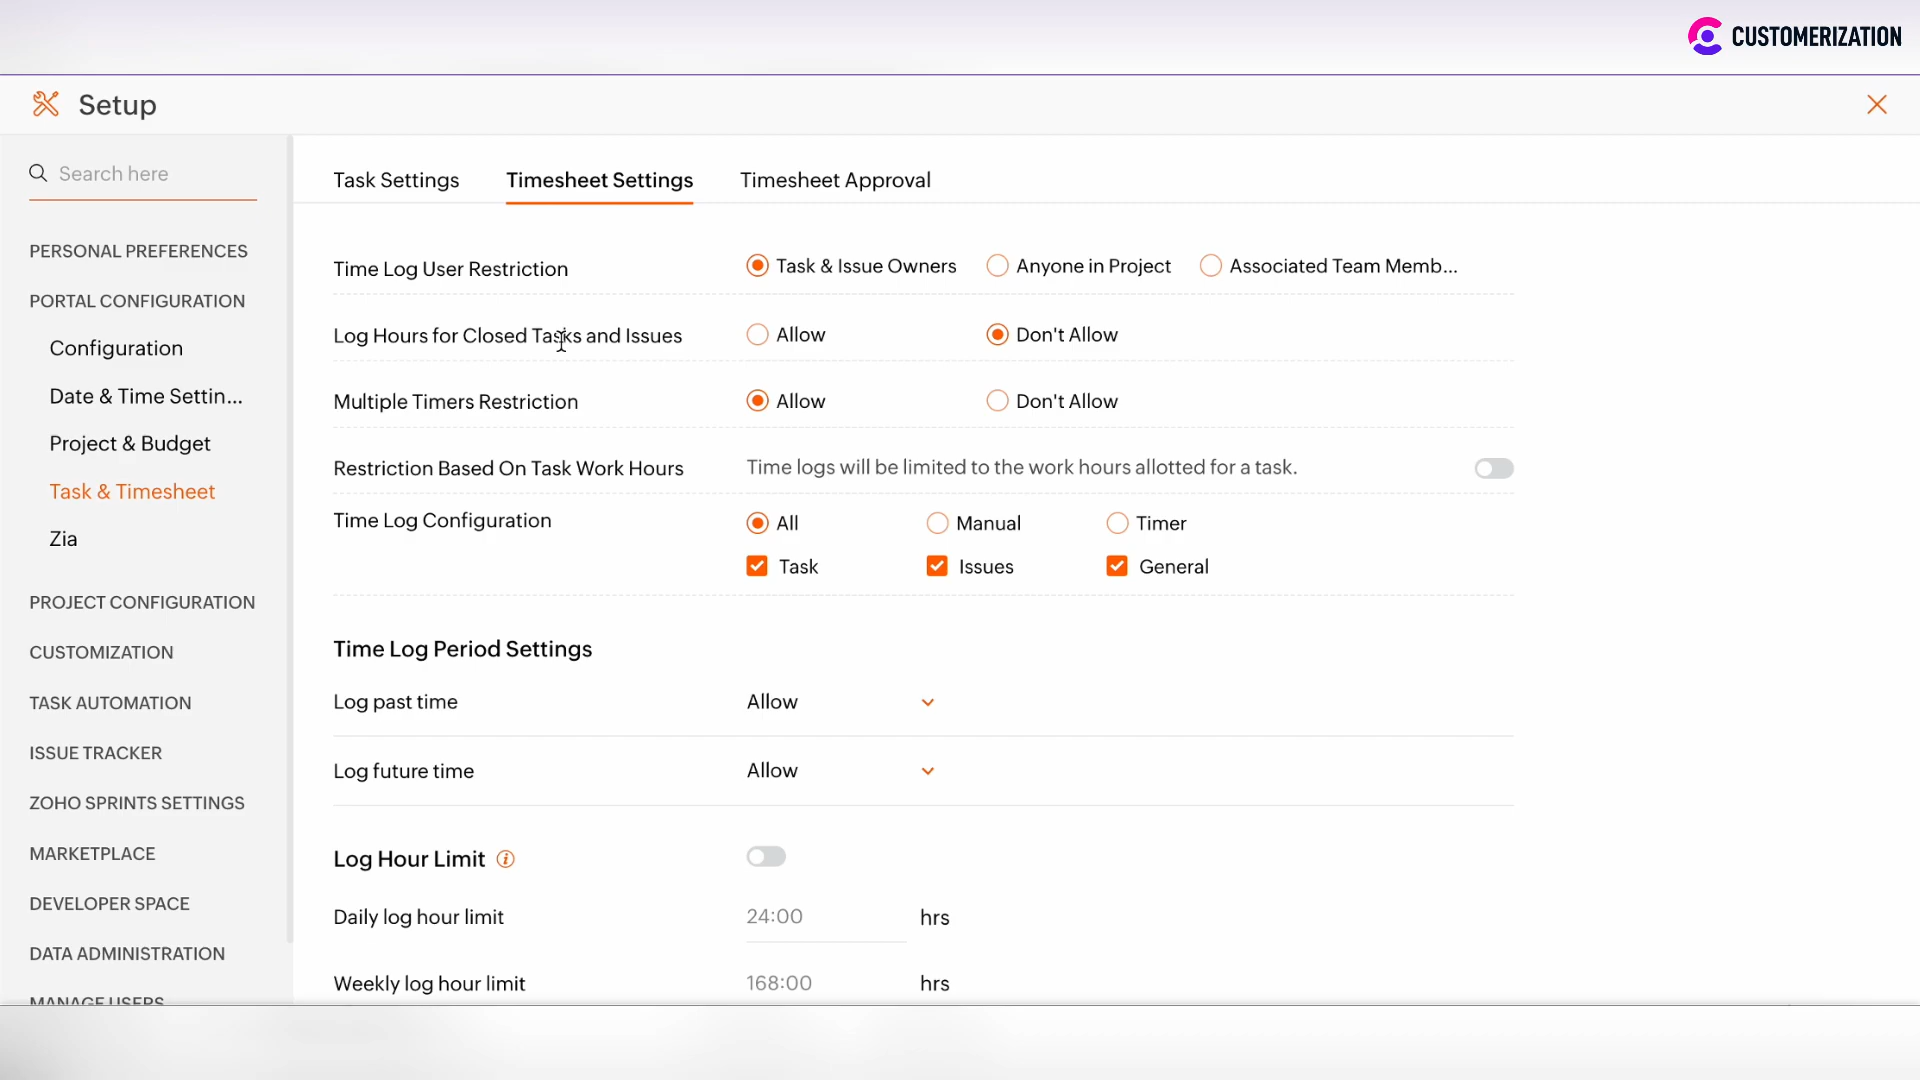 CUSTOMERIZATION
Setup
Search here
PERSONAL PREFERENCES
PORTAL CONFIGURATION
Configuration
Date & Time Settin...
Project & Budget
Task & Timesheet
Zia
PROJECT CONFIGURATION
CUSTOMIZATION
TASK AUTOMATION
ISSUE TRACKER
ZOHO SPRINTS SETTINGS
MARKETPLACE
DEVELOPER SPACE
DATA ADMINISTRATION
MANAGE USERS
Task Settings Timesheet Settings Timesheet Approval
Time Log User Restriction Task & Issue Owners Anyone in Project Associated Team Memb...
Log Hours for Closed Tasks and Issues Allow Don't Allow
Multiple Timers Restriction Allow Don't Allow
Restriction Based On Task Work Hours Time logs will be limited to the work hours allotted for a task.
Time Log Configuration All Manual Timer
Task Issues General
Time Log Period Settings
Log past time Allow
Log future time Allow
Log Hour Limit
Daily log hour limit 24:00 hrs
Weekly log hour limit 168:00 hrs